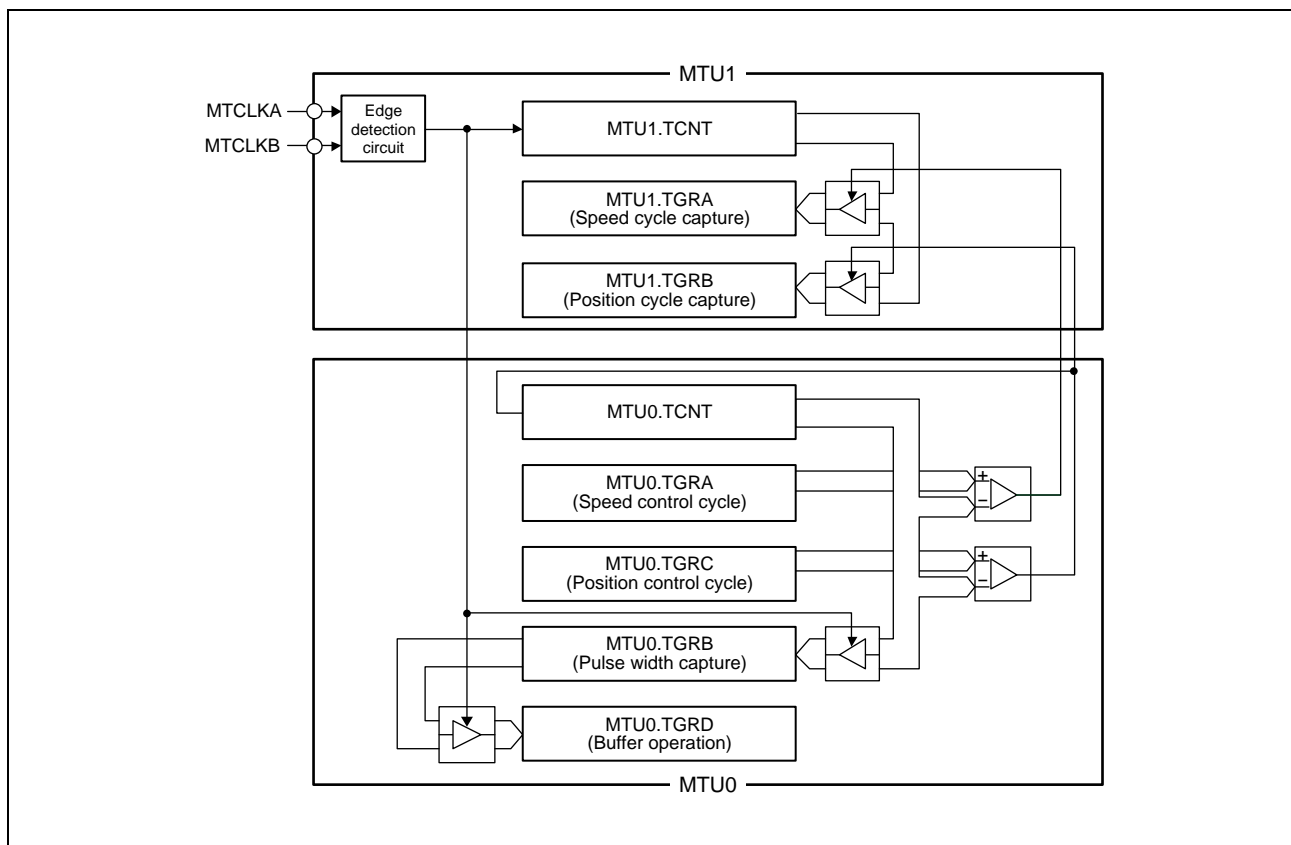 MTU1
MTCLKA
MTCLKB
Edge
detection
circuit
MTU1.TCNT
MTU1.TGRA
(Speed cycle capture)
MTU1.TGRB
(Position cycle capture)
MTU0.TCNT
MTU0.TGRA
(Speed control cycle)
+
−
MTU0.TGRC
(Position control cycle)
+
−
MTU0.TGRB
(Pulse width capture)
MTU0.TGRD
(Buffer operation)
MTU0